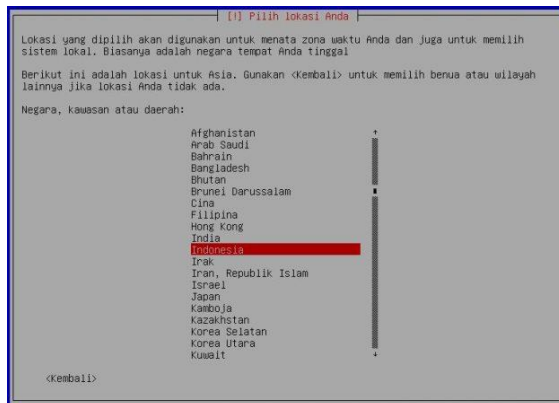 [!] Pilih lokasi Anda
Lokasi yang dipilih akan digunakan untuk menata zona waktu Anda dan juga untuk memilih
sistem lokal. Biasanya adalah negara tempat Anda tinggal
Berikut ini adalah lokasi untuk Asia. Gunakan <Kembali> untuk memilih benua atau wilayah
lainnya jika lokasi Anda tidak ada.
Negara, kawasan atau daerah:
Afghanistan
Arab Saudi
Bahrain
Bangladesh
Bhutan
Brunei Darussalam
Cina
Filipina
Hong Kong
India
Indonesia
Irak
Iran, Republik Islam
Israel
Japan
Kamboja
Kazakhstan
Korea Selatan
Korea Utara
Kuwait
<Kembali>